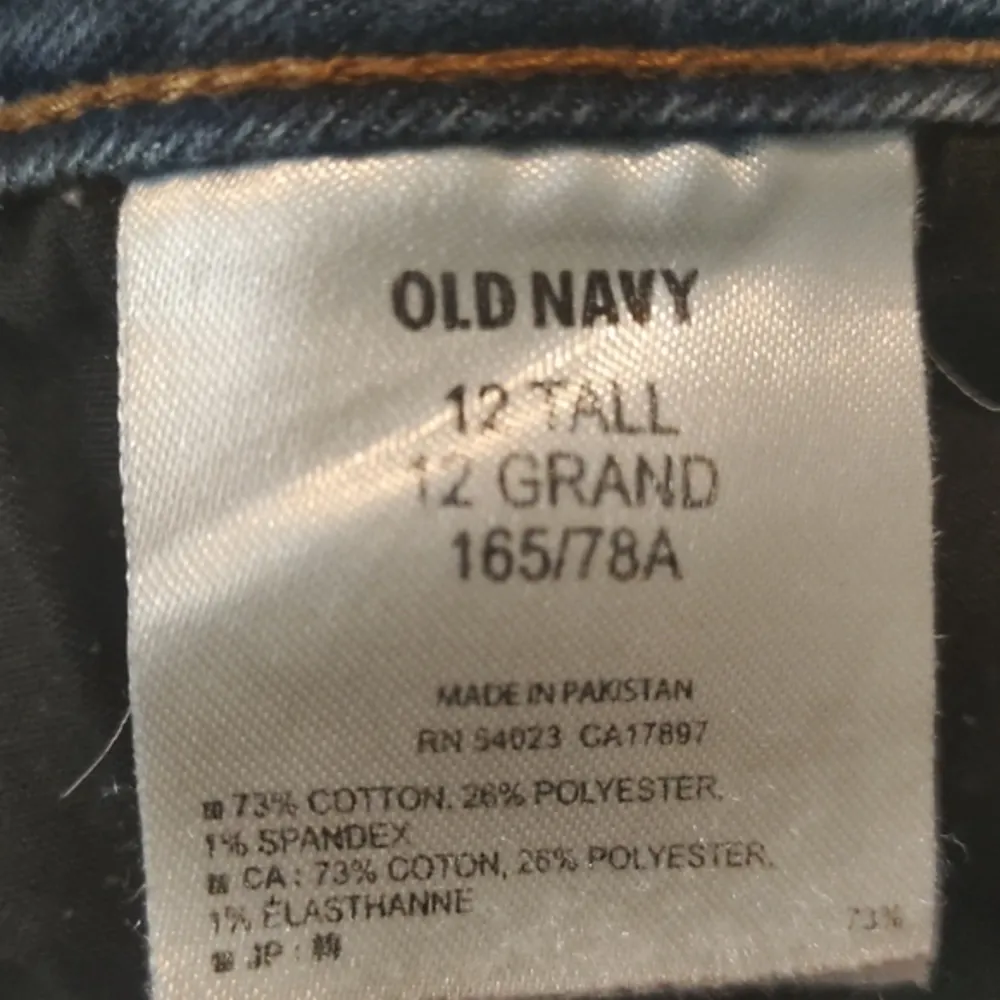 OLD NAVY
12 TALL
12 GRAND
165/78A
MADE IN PAKISTAN
RN 54023 CA17897
73% COTTON, 26% POLYESTER,
1% SPANDEX
CA : 73% COTON, 26% POLYESTER,
1% ÉLASTHANNE
JP : 綿 73%